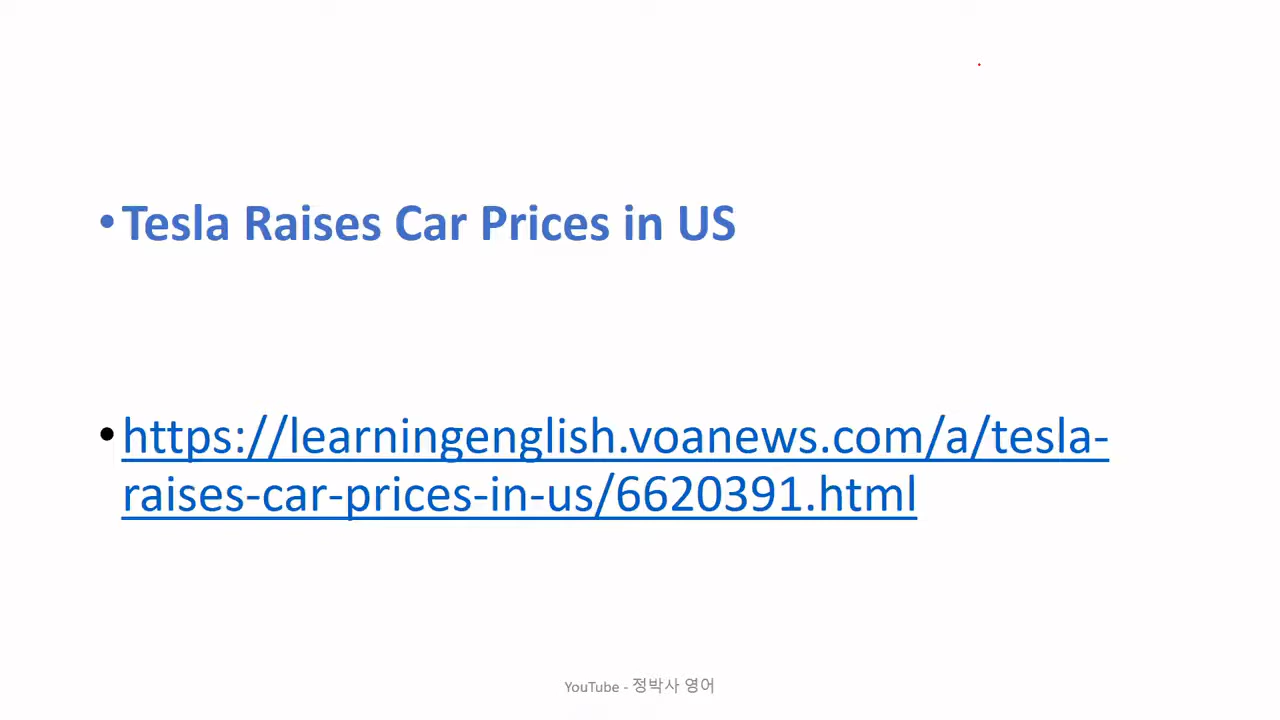 •Tesla Raises Car Prices in US
•https://learningenglish.voanews.com/a/tesla-
raises-car-prices-in-us/6620391.html
YouTube - 정박사 영어